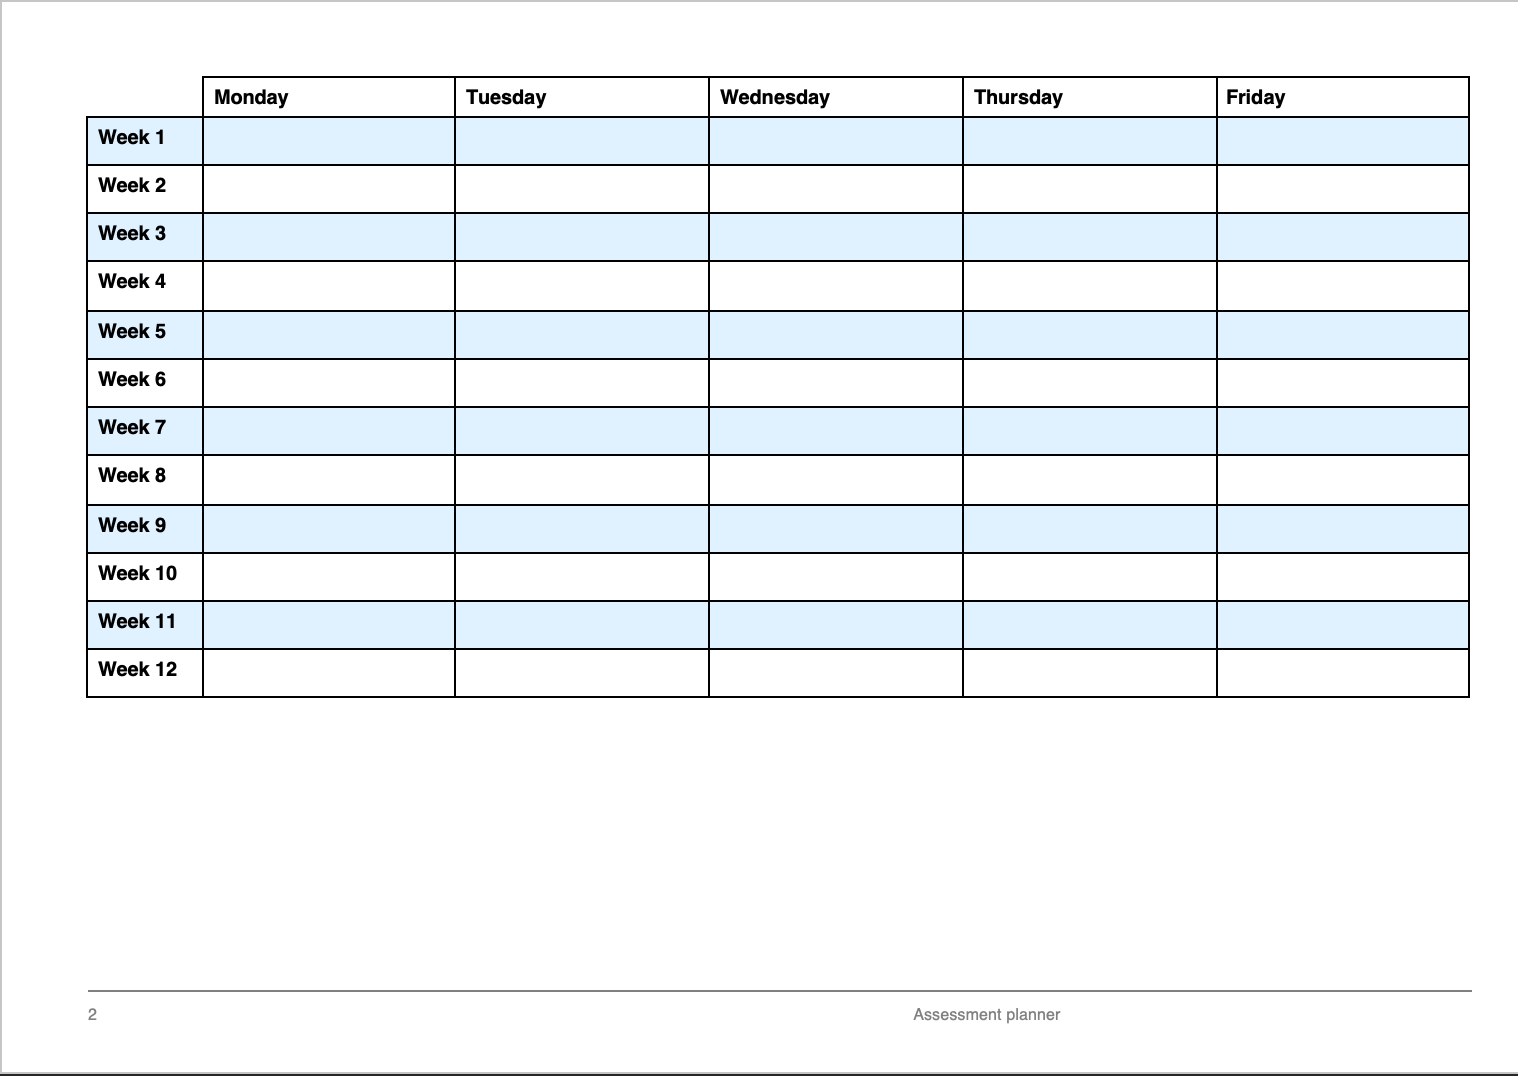 Monday Tuesday Wednesday Thursday Friday
Week 1
Week 2
Week 3
Week 4
Week 5
Week 6
Week 7
Week 8
Week 9
Week 10
Week 11
Week 12
2 Assessment planner